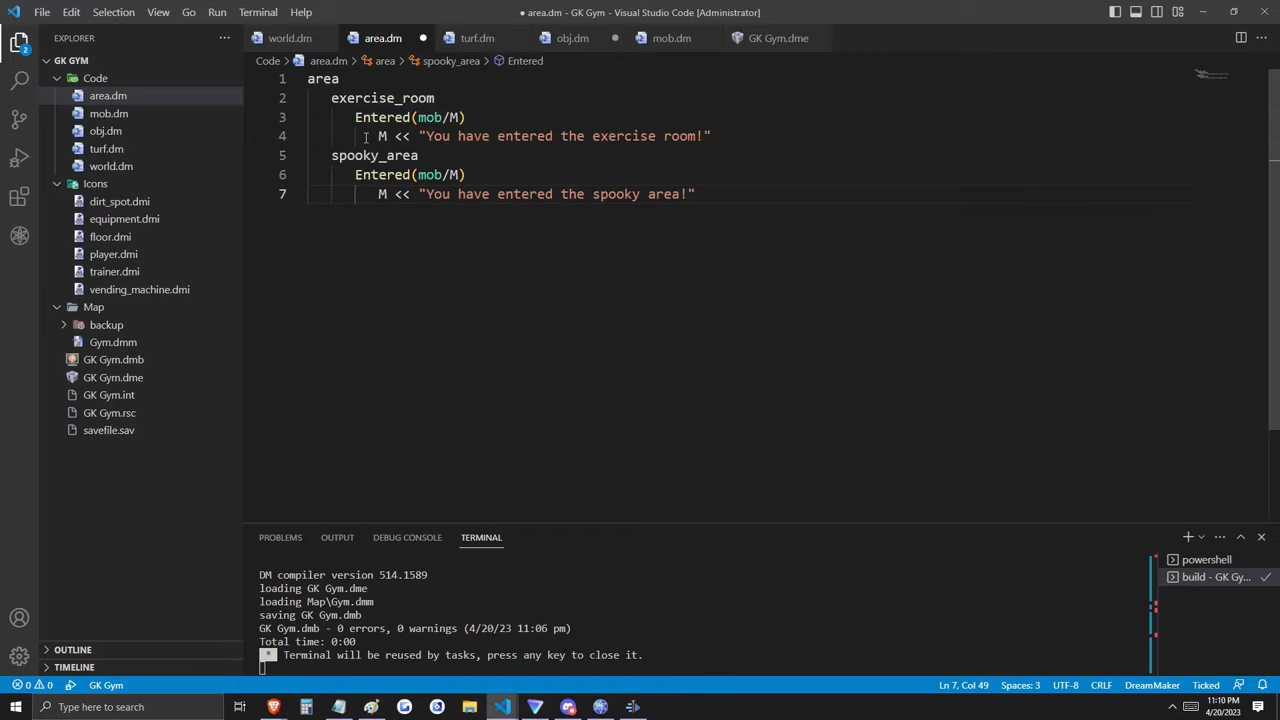 File Edit Selection View Go Run Terminal Help
● area.dm - GK Gym - Visual Studio Code [Administrator]
EXPLORER
world.dm
area.dm
turf.dm
obj.dm
mob.dm
GK Gym.dme
Code > area.dm > area > spooky_area > Entered
GK GYM
Code
area.dm
mob.dm
obj.dm
turf.dm
world.dm
Icons
dirt_spot.dmi
equipment.dmi
floor.dmi
player.dmi
trainer.dmi
vending_machine.dmi
Map
backup
Gym.dmm
GK Gym.dmb
GK Gym.dme
GK Gym.int
GK Gym.rsc
savefile.sav
OUTLINE
TIMELINE
1 area
2 exercise_room
3 Entered(mob/M)
4 M << "You have entered the exercise room!"
5 spooky_area
6 Entered(mob/M)
7 M << "You have entered the spooky area!"
PROBLEMS OUTPUT DEBUG CONSOLE TERMINAL
DM compiler version 514.1589
loading GK Gym.dme
loading Map\Gym.dmm
saving GK Gym.dmb
GK Gym.dmb - 0 errors, 0 warnings (4/20/23 11:06 pm)
Total time: 0:00
* Terminal will be reused by tasks, press any key to close it.
powershell
build - GK Gy...
2
0 0 GK Gym
Ln 7, Col 49 Spaces: 3 UTF-8 CRLF DreamMaker Ticked
Type here to search
11:10 PM
4/20/2023